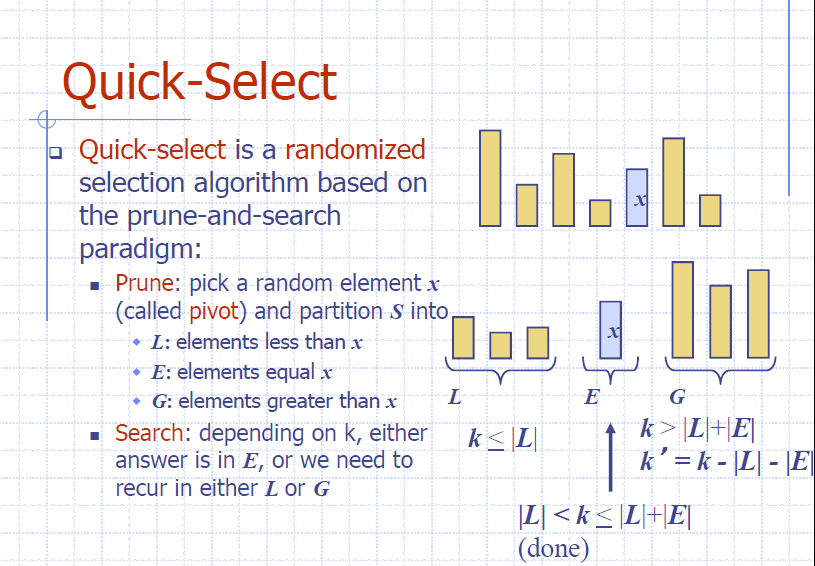 Quick-Select
Quick-select is a randomized
selection algorithm based on
the prune-and-search
paradigm:
Prune: pick a random element x
(called pivot) and partition S into
L: elements less than x
E: elements equal x
G: elements greater than x
Search: depending on k, either
answer is in E, or we need to
recur in either L or G
x
x
L
E
G
k ≤ |L|
k > |L|+|E|
k’ = k - |L| - |E|
|L| < k ≤ |L|+|E|
(done)